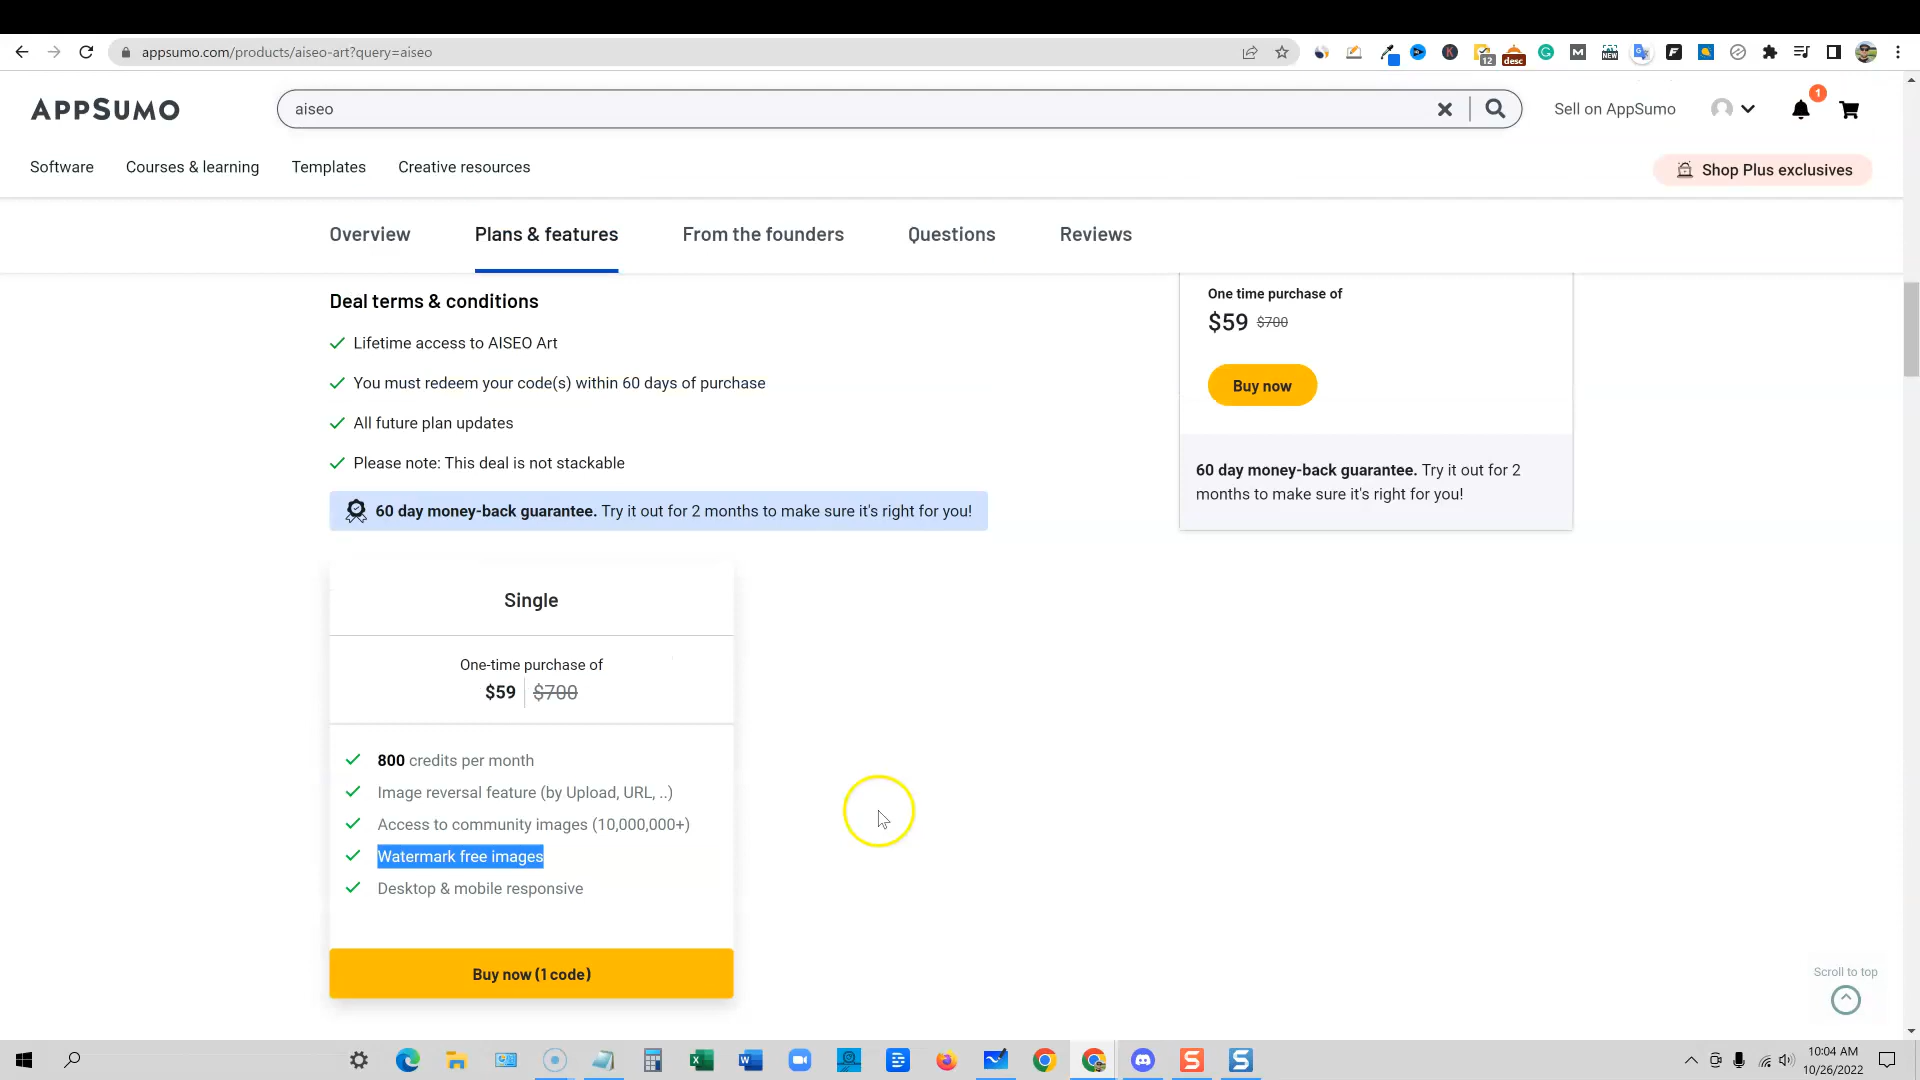 appsumo.com/products/aiseo-art?query=aiseo
12
desc
NEW
APPSUMO
aiseo
Sell on AppSumo
1
Software
Courses & learning
Templates
Creative resources
Shop Plus exclusives
Overview
Plans & features
From the founders
Questions
Reviews
Deal terms & conditions
Lifetime access to AISEO Art
You must redeem your code(s) within 60 days of purchase
All future plan updates
Please note: This deal is not stackable
60 day money-back guarantee. Try it out for 2 months to make sure it's right for you!
One time purchase of
$59 $700
Buy now
60 day money-back guarantee. Try it out for 2
months to make sure it's right for you!
Single
One-time purchase of
$59 $700
800 credits per month
Image reversal feature (by Upload, URL, ..)
Access to community images (10,000,000+)
Watermark free images
Desktop & mobile responsive
Buy now (1 code)
Scroll to top
10:04 AM
10/26/2022